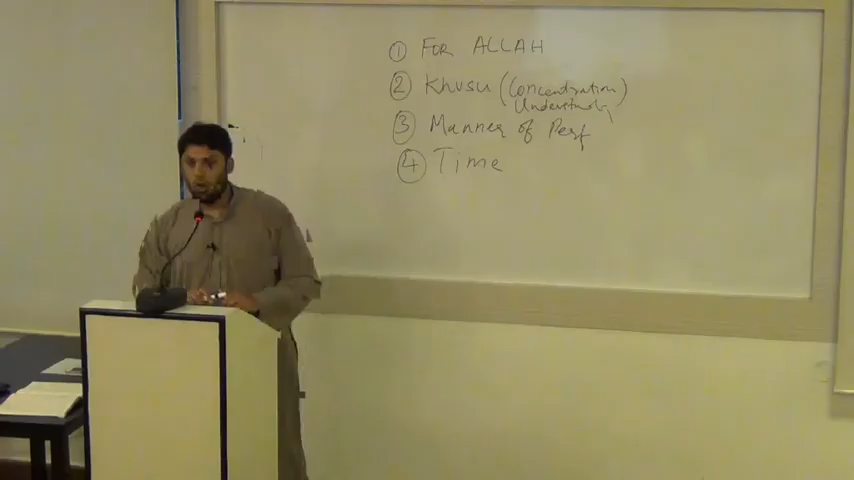 ① FOR ALLAH
② Khusu (Concentration
Understanding)
③ Manner of Perf
④ Time